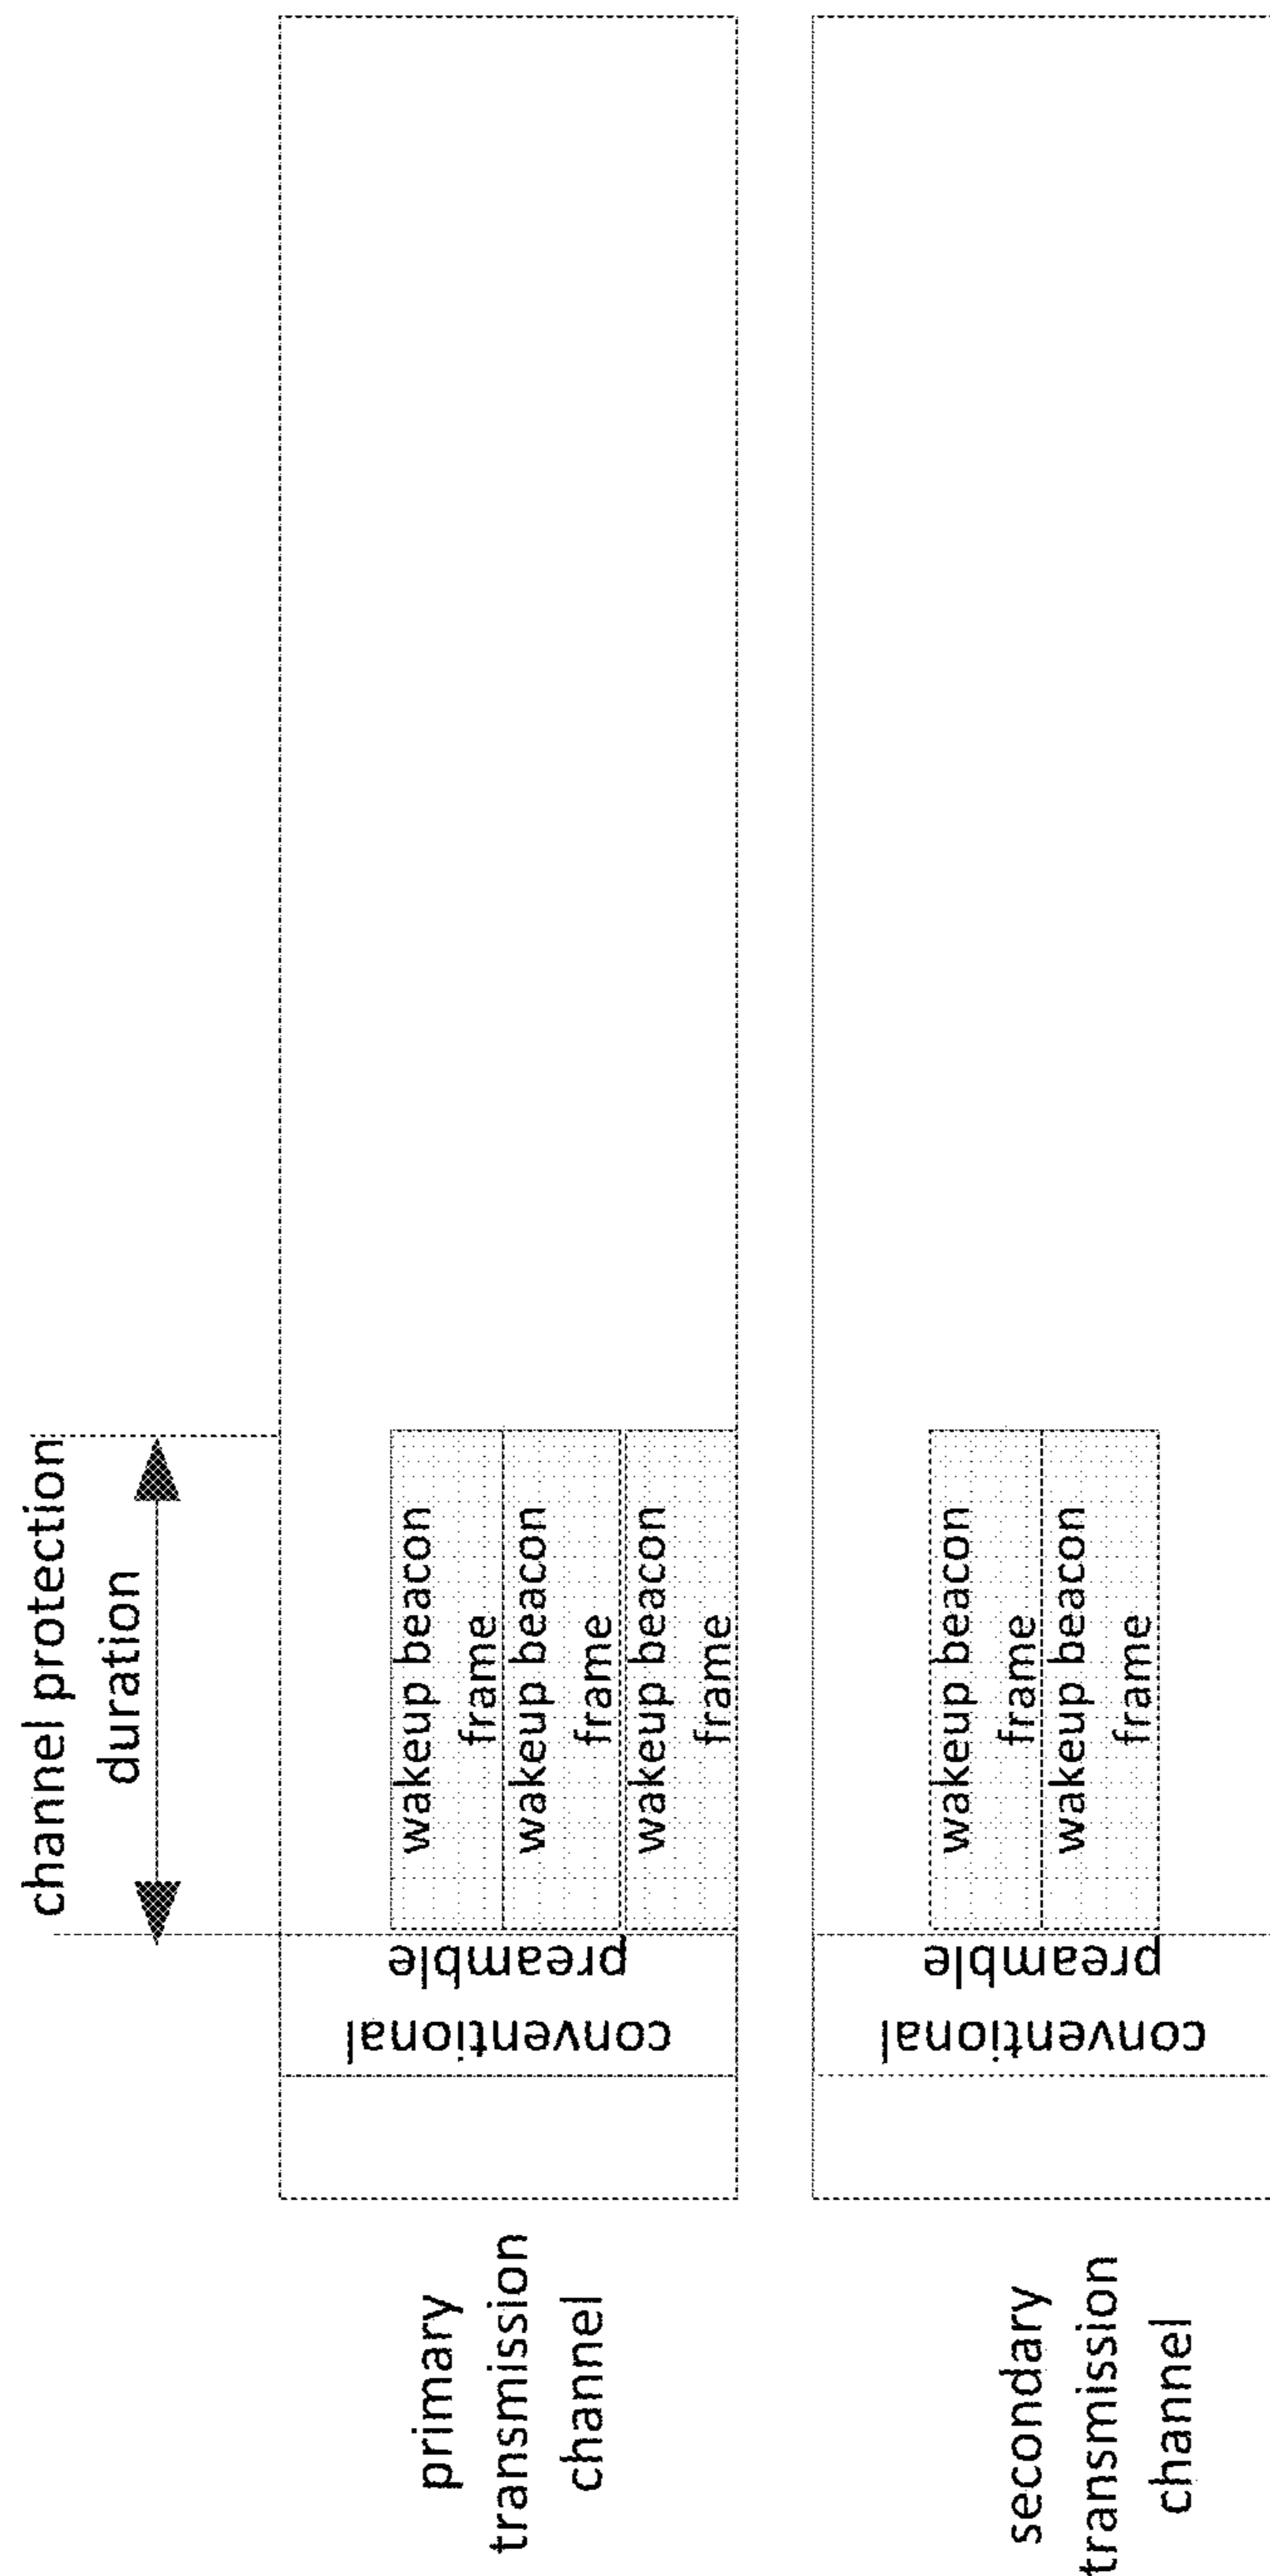 channel protection
duration
primary
transmission
channel
conventional
preamble
wakeup beacon
frame
wakeup beacon
frame
wakeup beacon
frame
secondary
transmission
channel
conventional
preamble
wakeup beacon
frame
wakeup beacon
frame